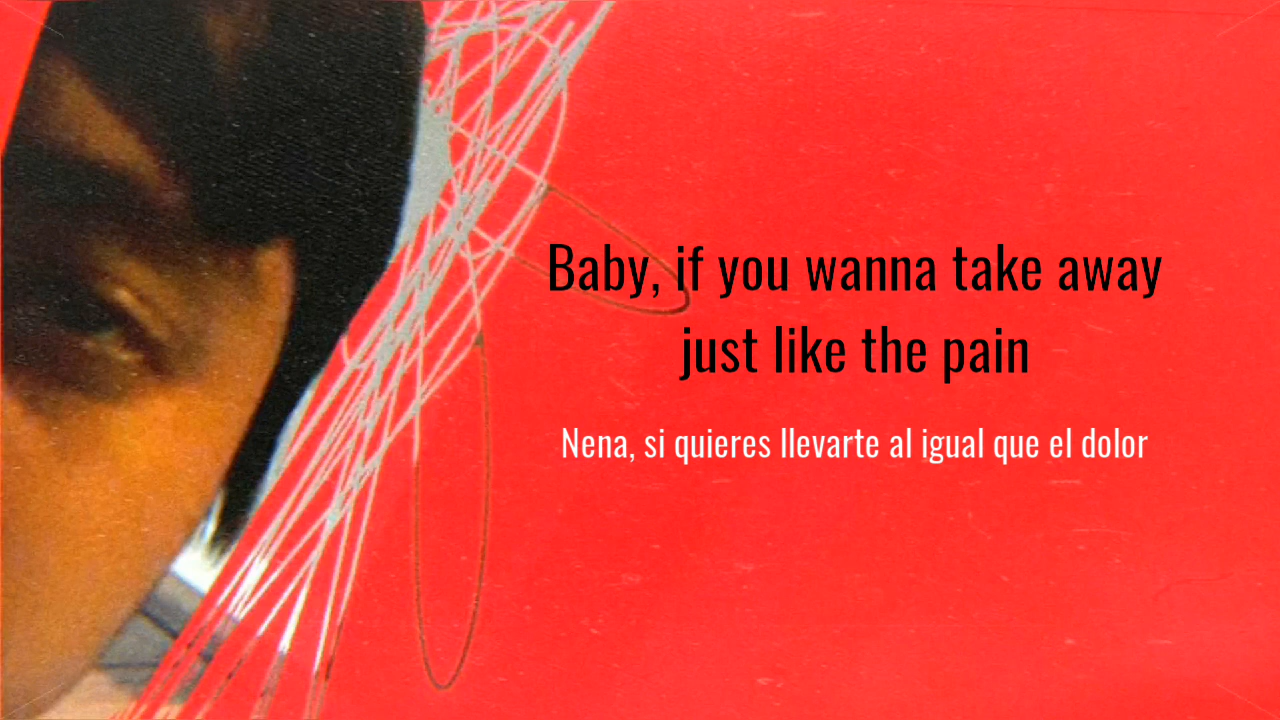 Baby, if you wanna take away
just like the pain
Nena, si quieres llevarte al igual que el dolor